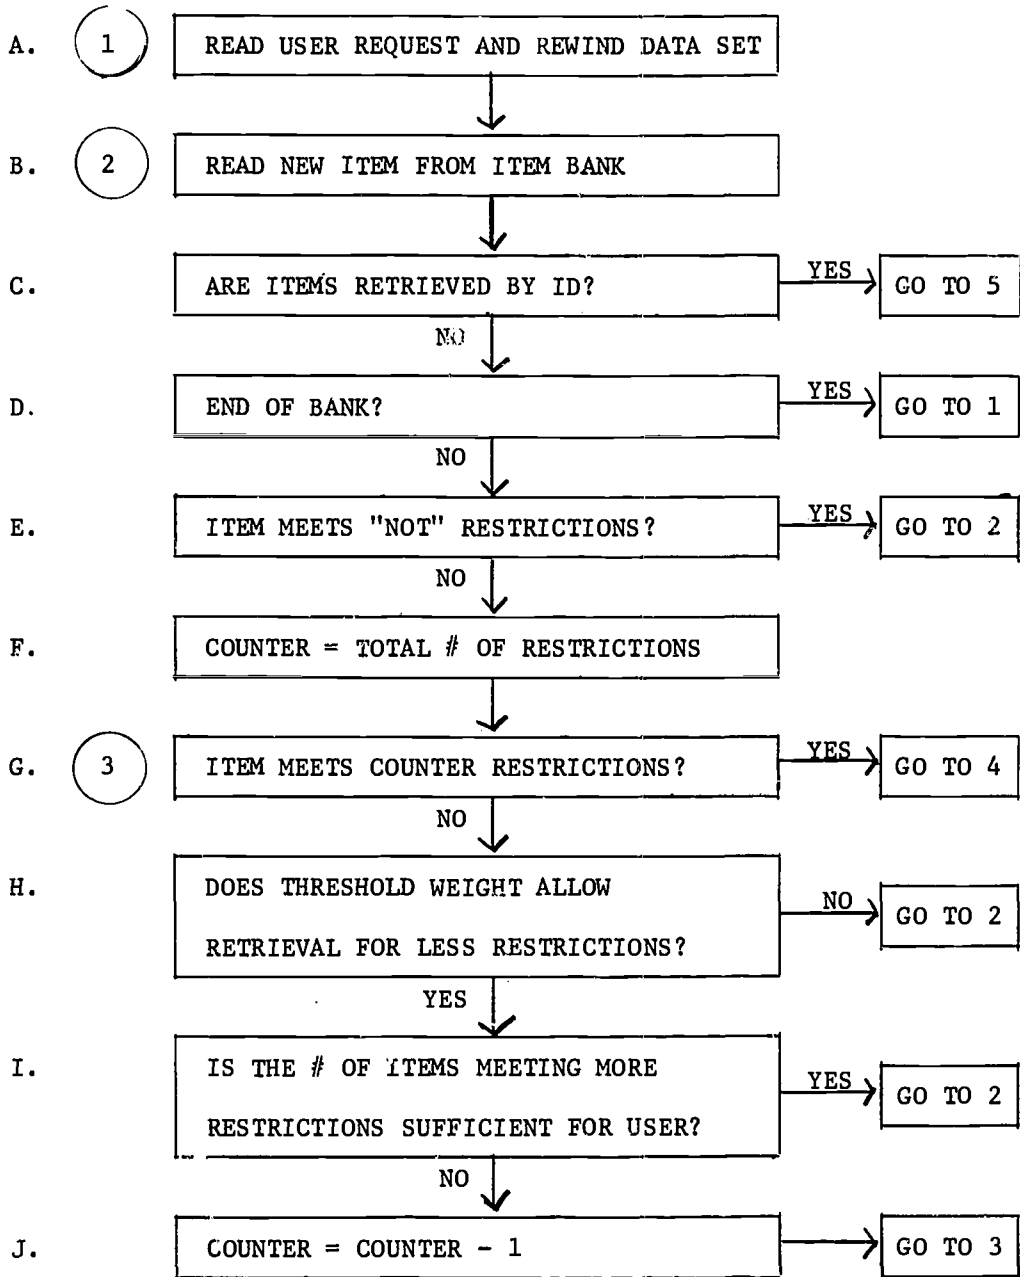 A. 1 READ USER REQUEST AND REWIND DATA SET
B. 2 READ NEW ITEM FROM ITEM BANK
C. ARE ITEMS RETRIEVED BY ID? YES GO TO 5
NO
D. END OF BANK? YES GO TO 1
NO
E. ITEM MEETS "NOT" RESTRICTIONS? YES GO TO 2
NO
F. COUNTER = TOTAL # OF RESTRICTIONS
G. 3 ITEM MEETS COUNTER RESTRICTIONS? YES GO TO 4
NO
H. DOES THRESHOLD WEIGHT ALLOW
RETRIEVAL FOR LESS RESTRICTIONS? NO GO TO 2
YES
I. IS THE # OF ITEMS MEETING MORE
RESTRICTIONS SUFFICIENT FOR USER? YES GO TO 2
NO
J. COUNTER = COUNTER - 1 GO TO 3